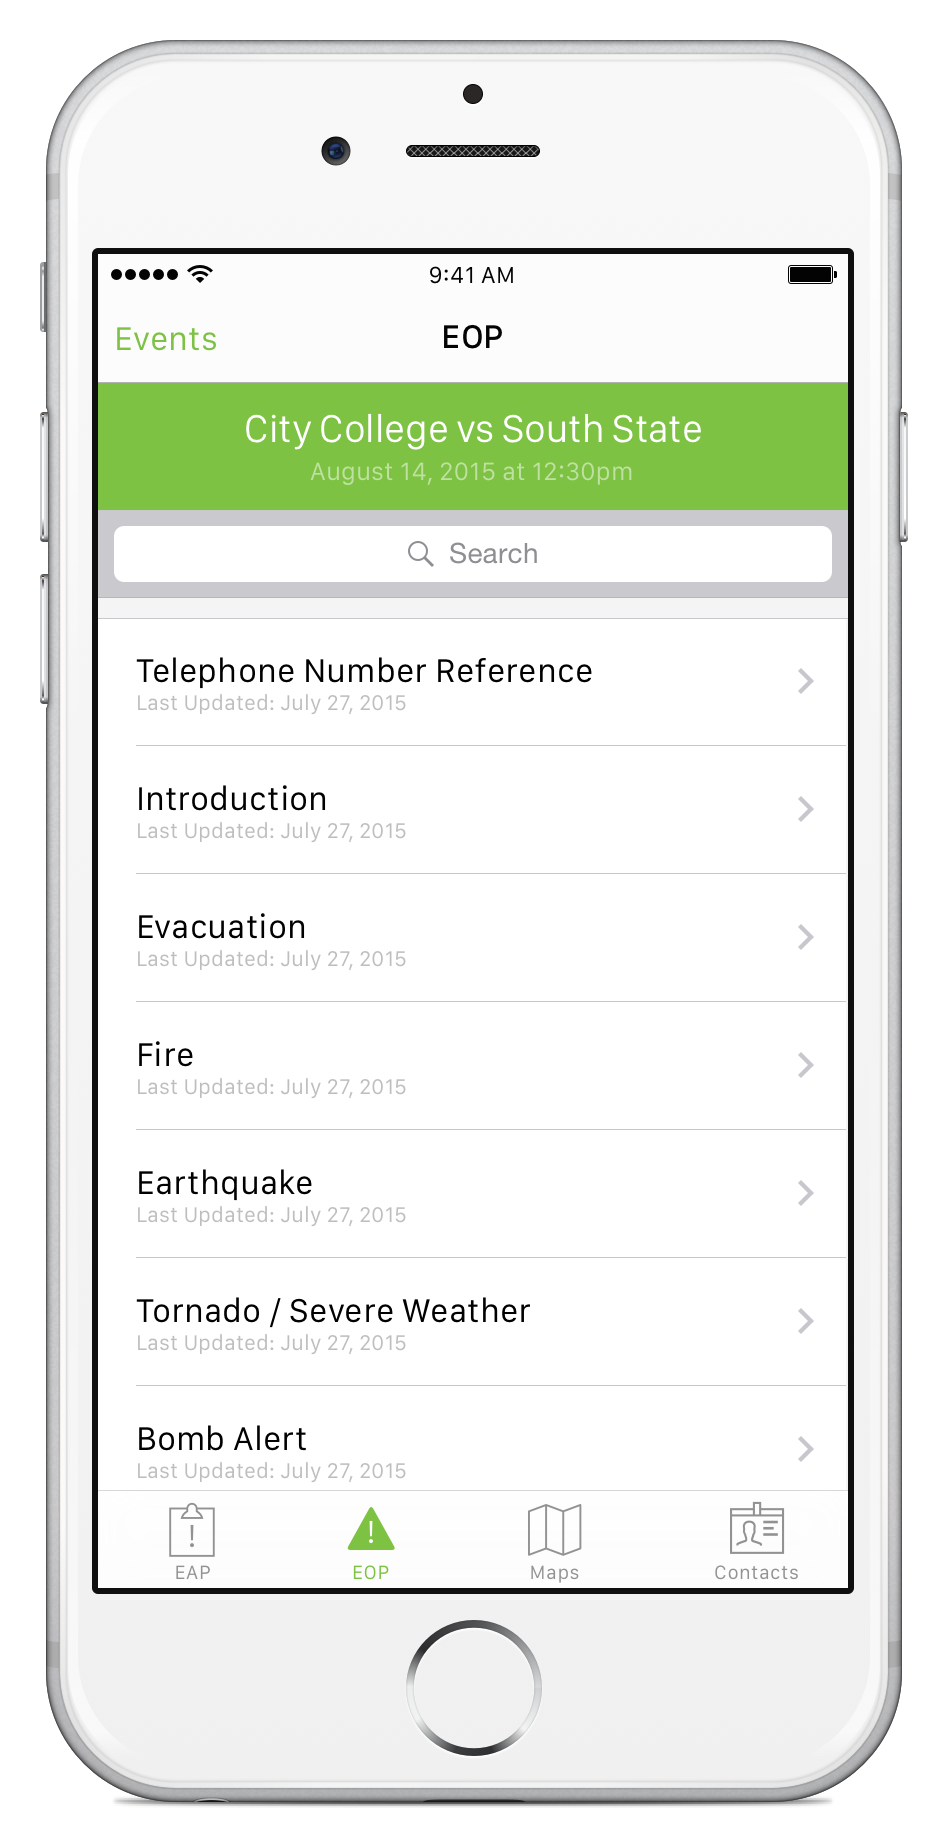 9:41 AM
Events
EOP
City College vs South State
August 14, 2015 at 12:30pm
Search
Telephone Number Reference
Last Updated: July 27, 2015
Introduction
Last Updated: July 27, 2015
Evacuation
Last Updated: July 27, 2015
Fire
Last Updated: July 27, 2015
Earthquake
Last Updated: July 27, 2015
Tornado / Severe Weather
Last Updated: July 27, 2015
Bomb Alert
Last Updated: July 27, 2015
EAP
EOP
Maps
Contacts